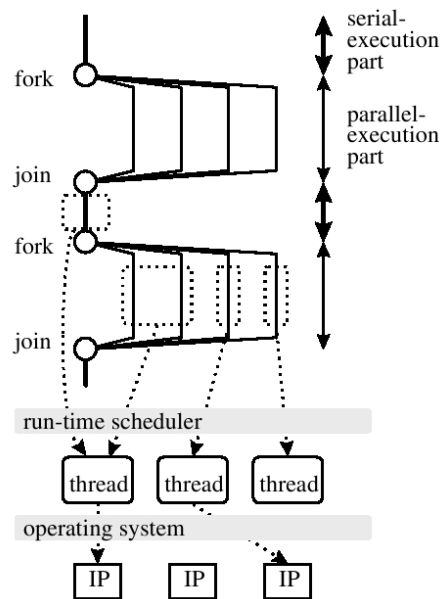 serial-
execution
part
fork
parallel-
execution
part
join
fork
join
run-time scheduler
thread thread thread
operating system
IP IP IP